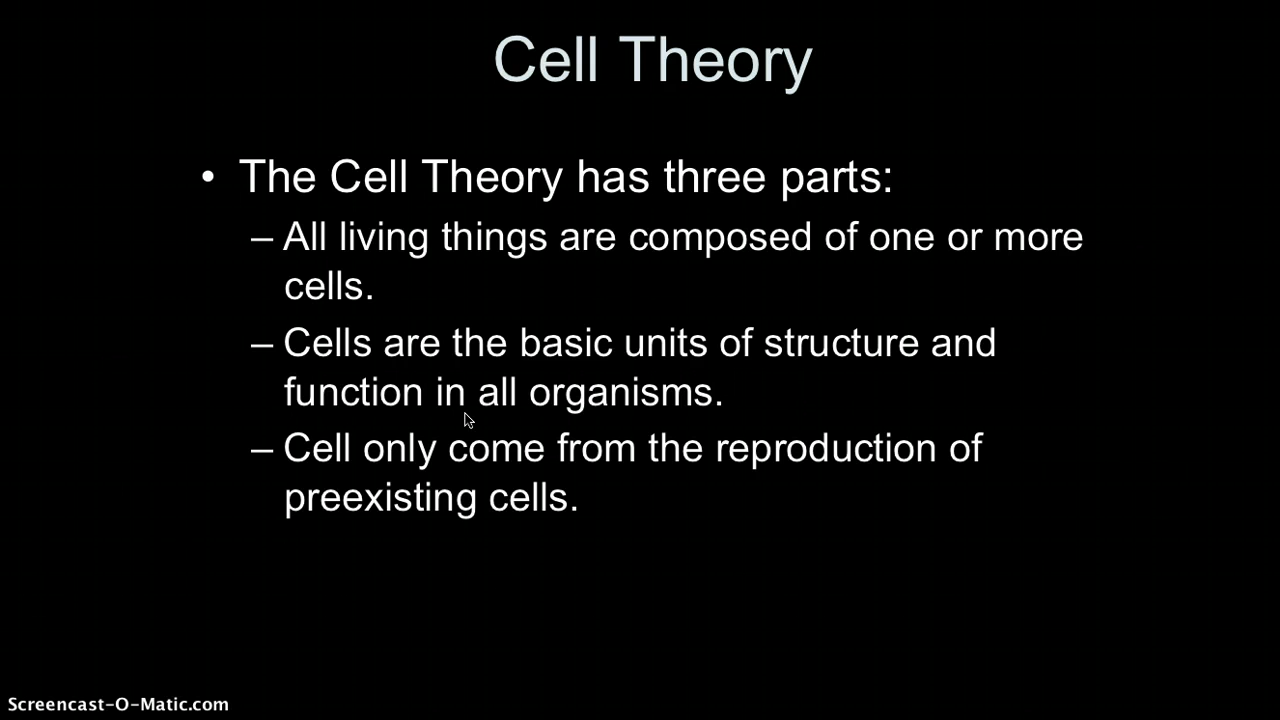 Cell Theory
• The Cell Theory has three parts:
– All living things are composed of one or more
cells.
– Cells are the basic units of structure and
function in all organisms.
– Cell only come from the reproduction of
preexisting cells.
Screencast-O-Matic.com